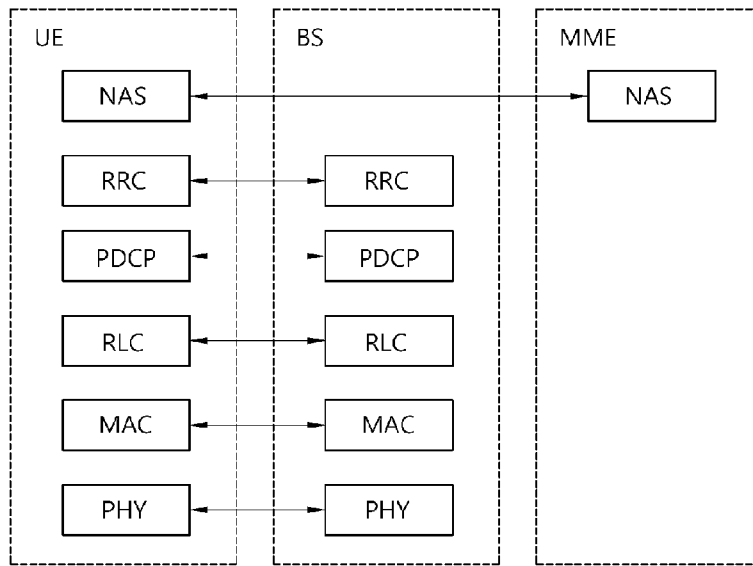 UE BS MME
NAS NAS
RRC RRC
PDCP PDCP
RLC RLC
MAC MAC
PHY PHY